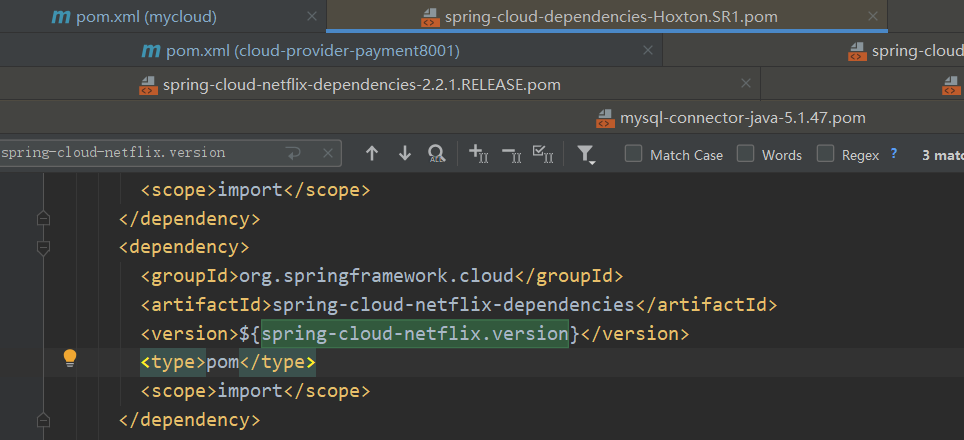 pom.xml (mycloud)
spring-cloud-dependencies-Hoxton.SR1.pom
pom.xml (cloud-provider-payment8001)
spring-cloud
spring-cloud-netflix-dependencies-2.2.1.RELEASE.pom
mysql-connector-java-5.1.47.pom
spring-cloud-netflix.version
Match Case
Words
Regex
?
3 matc
<scope>import</scope>
</dependency>
<dependency>
<groupId>org.springframework.cloud</groupId>
<artifactId>spring-cloud-netflix-dependencies</artifactId>
<version>${spring-cloud-netflix.version}</version>
<type>pom</type>
<scope>import</scope>
</dependency>